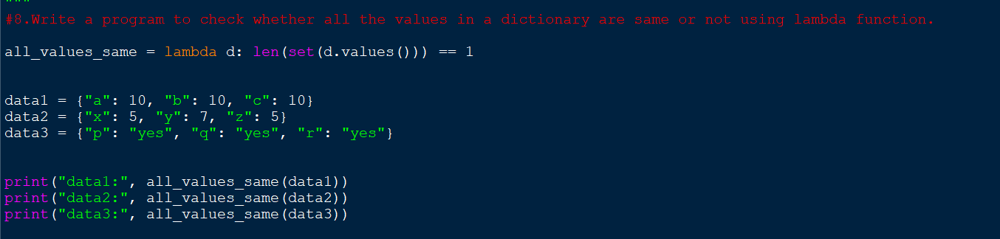 """
#8.Write a program to check whether all the values in a dictionary are same or not using lambda function.
all_values_same = lambda d: len(set(d.values())) == 1
data1 = {"a": 10, "b": 10, "c": 10}
data2 = {"x": 5, "y": 7, "z": 5}
data3 = {"p": "yes", "q": "yes", "r": "yes"}
print("data1:", all_values_same(data1))
print("data2:", all_values_same(data2))
print("data3:", all_values_same(data3))